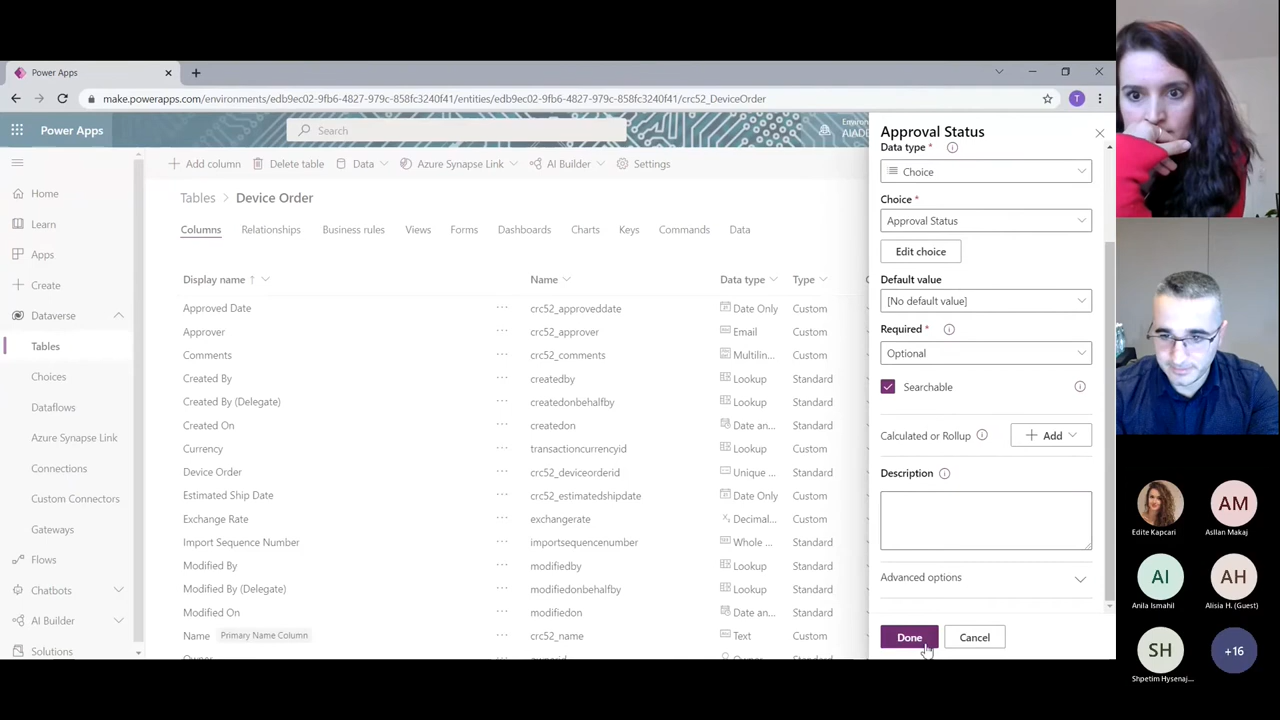 Power Apps
make.powerapps.com/environments/edb9ec02-9fb6-4827-979c-858fc3240f41/entities/edb9ec02-9fb6-4827-979c-858fc3240f41/crc52_DeviceOrder
T
Power Apps
Search
Environ
AIADE
Home
Learn
Apps
Create
Dataverse
Tables
Choices
Dataflows
Azure Synapse Link
Connections
Custom Connectors
Gateways
Flows
Chatbots
AI Builder
Solutions
Add column
Delete table
Data
Azure Synapse Link
AI Builder
Settings
Tables > Device Order
Columns Relationships Business rules Views Forms Dashboards Charts Keys Commands Data
Display name ↑ Name Data type Type
Approved Date ... crc52_approveddate Date Only Custom
Approver ... crc52_approver Email Custom
Comments ... crc52_comments Multilin... Custom
Created By ... createdby Lookup Standard
Created By (Delegate) ... createdonbehalfby Lookup Standard
Created On ... createdon Date an... Standard
Currency ... transactioncurrencyid Lookup Standard
Device Order ... crc52_deviceorderid Unique ... Standard
Estimated Ship Date ... crc52_estimatedshipdate Date Only Custom
Exchange Rate ... exchangerate Decimal... Standard
Import Sequence Number ... importsequencenumber Whole ... Standard
Modified By ... modifiedby Lookup Standard
Modified By (Delegate) ... modifiedonbehalfby Lookup Standard
Modified On ... modifiedon Date an... Standard
Name Primary Name Column ... crc52_name Text Custom
Approval Status
Data type *
Choice
Choice *
Approval Status
Edit choice
Default value
[No default value]
Required *
Optional
Searchable
Calculated or Rollup
Add
Description
Advanced options
Done
Cancel
Edite Kapcari
AM
Asllan Makaj
AI
Anila Ismahil
AH
Alisia H. (Guest)
SH
Shpetim Hysenaj...
+16